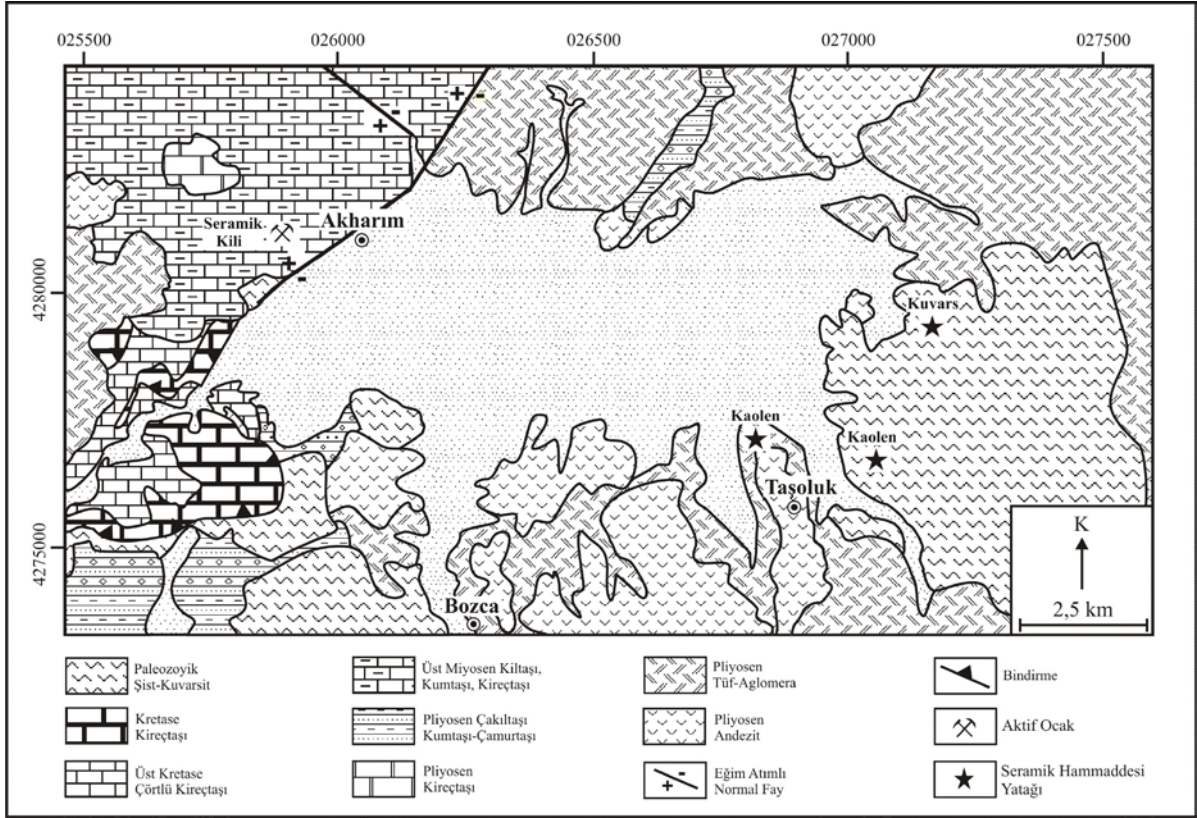 025500
026000
026500
027000
027500
4280000
4275000
Seramik
Kili
Akharım
Kuvars
Kaolen
Kaolen
Taşoluk
Bozca
K
2,5 km
Paleozoyik
Şist-Kuvarsit
Kretase
Kireçtaşı
Üst Kretase
Çörtlü Kireçtaşı
Üst Miyosen Kiltaşı,
Kumtaşı, Kireçtaşı
Pliyosen Çakıltaşı
Kumtaşı-Çamurtaşı
Pliyosen
Kireçtaşı
Pliyosen
Tüf-Aglomera
Pliyosen
Andezit
Eğim Atımlı
Normal Fay
Bindirme
Aktif Ocak
Seramik Hammaddesi
Yatağı